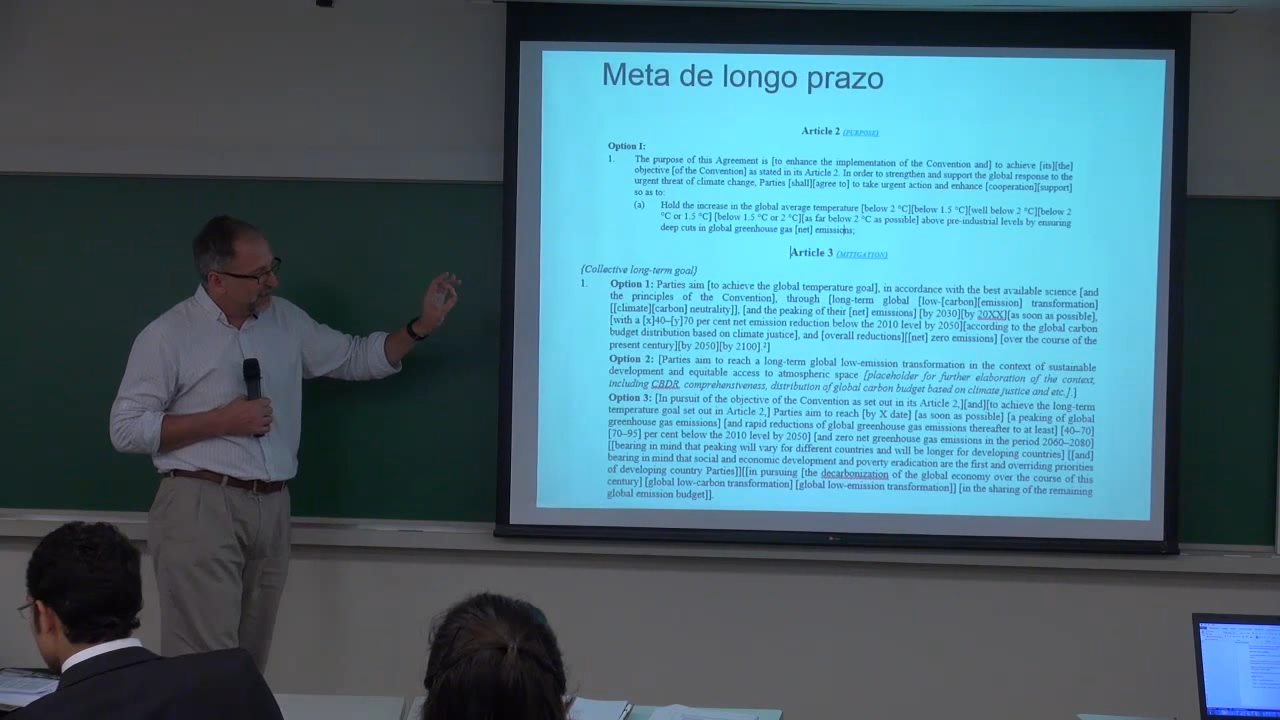 Meta de longo prazo
Article 2 (PURPOSE)
Option I:
1. The purpose of this Agreement is [to enhance the implementation of the Convention and] to achieve [its][the]
objective [of the Convention] as stated in its Article 2. In order to strengthen and support the global response to the
urgent threat of climate change, Parties [shall][agree to] to take urgent action and enhance [cooperation][support]
so as to:
(a) Hold the increase in the global average temperature [below 2 °C][below 1.5 °C][well below 2 °C][below 2
°C or 1.5 °C] [below 1.5 °C or 2 °C][as far below 2 °C as possible] above pre-industrial levels by ensuring
deep cuts in global greenhouse gas [net] emissions;
Article 3 (MITIGATION)
{Collective long-term goal}
1. Option 1: Parties aim [to achieve the global temperature goal], in accordance with the best available science [and
the principles of the Convention], through [long-term global [low-[carbon][emission] transformation]
[[climate][carbon] neutrality]], [and the peaking of their [net] emissions] [by 2030][by 20XX][as soon as possible],
[with a [x]40–[y]70 per cent net emission reduction below the 2010 level by 2050][according to the global carbon
budget distribution based on climate justice], and [overall reductions][[net] zero emissions] [over the course of the
present century][by 2050][by 2100].²]
Option 2: [Parties aim to reach a long-term global low-emission transformation in the context of sustainable
development and equitable access to atmospheric space [placeholder for further elaboration of the context,
including CBDR, comprehensiveness, distribution of global carbon budget based on climate justice and etc.].]
Option 3: [In pursuit of the objective of the Convention as set out in its Article 2,][and][to achieve the long-term
temperature goal set out in Article 2,] Parties aim to reach [by X date] [as soon as possible] [a peaking of global
greenhouse gas emissions] [and rapid reductions of global greenhouse gas emissions thereafter to at least] [40–70]
[70–95] per cent below the 2010 level by 2050] [and zero net greenhouse gas emissions in the period 2060–2080]
[[bearing in mind that peaking will vary for different countries and will be longer for developing countries] [[and]
bearing in mind that social and economic development and poverty eradication are the first and overriding priorities
of developing country Parties]][[in pursuing [the decarbonization of the global economy over the course of this
century] [global low-carbon transformation] [global low-emission transformation]] [in the sharing of the remaining
global emission budget]].